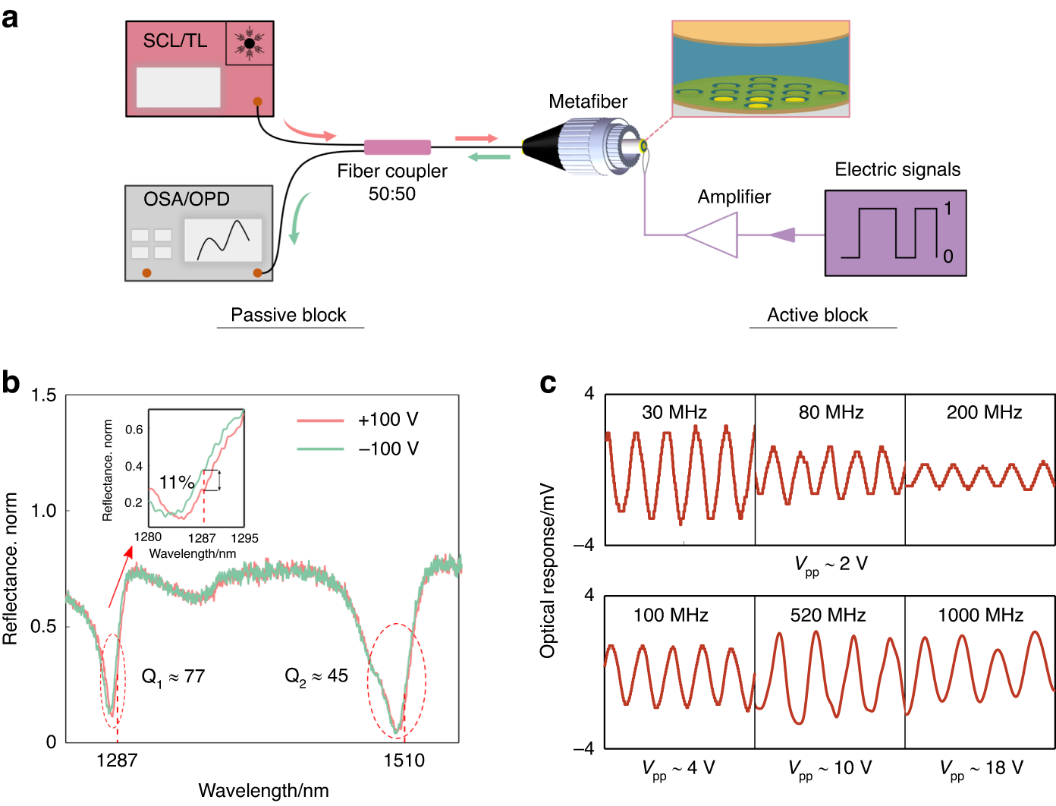 a
SCL/TL
Metafiber
Fiber coupler
50:50
Electric signals
Amplifier
1
0
OSA/OPD
Passive block
Active block
b
1.5
1.0
0.5
0
Reflectance. norm
+100 V
−100 V
0.6
0.4
0.2
Reflectance. norm
11%
1280
1287
1295
Wavelength/nm
Q1 ≈ 77
Q2 ≈ 45
1287
1510
Wavelength/nm
c
4
−4
30 MHz
80 MHz
200 MHz
Vpp ~ 2 V
Optical response/mV
4
−4
100 MHz
520 MHz
1000 MHz
Vpp ~ 4 V
Vpp ~ 10 V
Vpp ~ 18 V